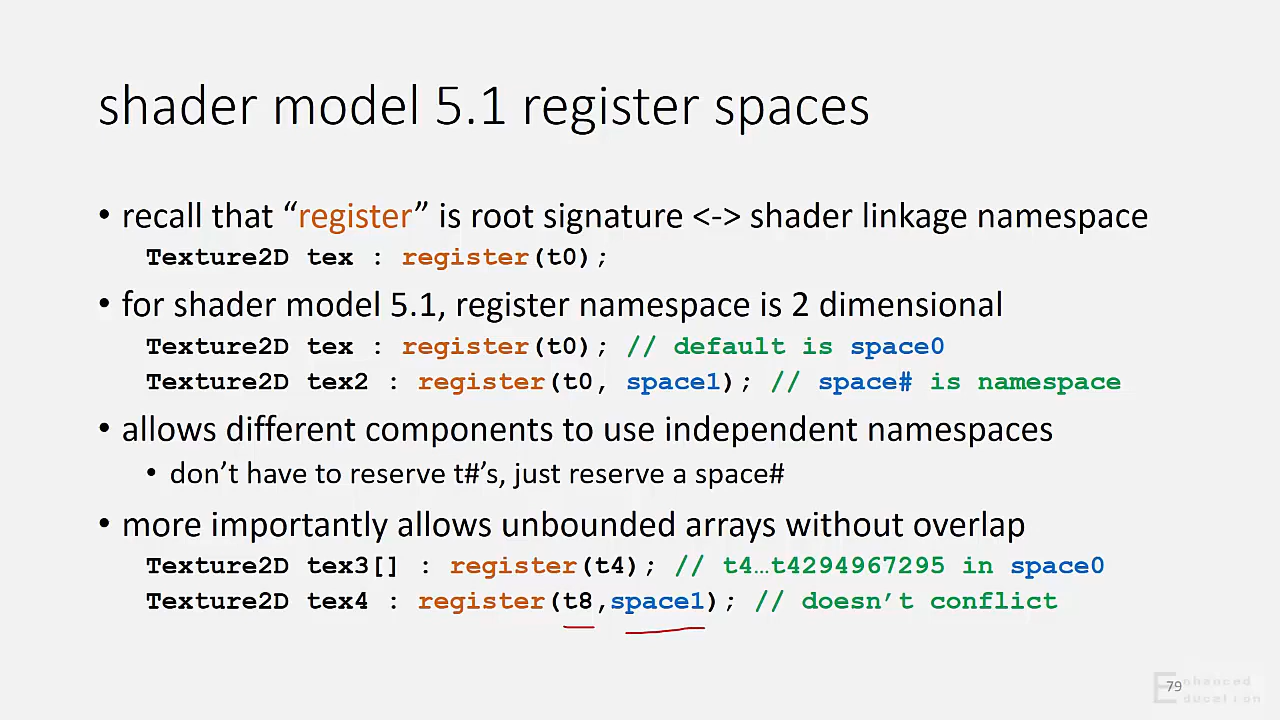 shader model 5.1 register spaces
• recall that “register” is root signature <-> shader linkage namespace
Texture2D tex : register(t0);
• for shader model 5.1, register namespace is 2 dimensional
Texture2D tex : register(t0); // default is space0
Texture2D tex2 : register(t0, space1); // space# is namespace
• allows different components to use independent namespaces
• don’t have to reserve t#’s, just reserve a space#
• more importantly allows unbounded arrays without overlap
Texture2D tex3[] : register(t4); // t4…t4294967295 in space0
Texture2D tex4 : register(t8,space1); // doesn’t conflict
79
Enhanced
Education